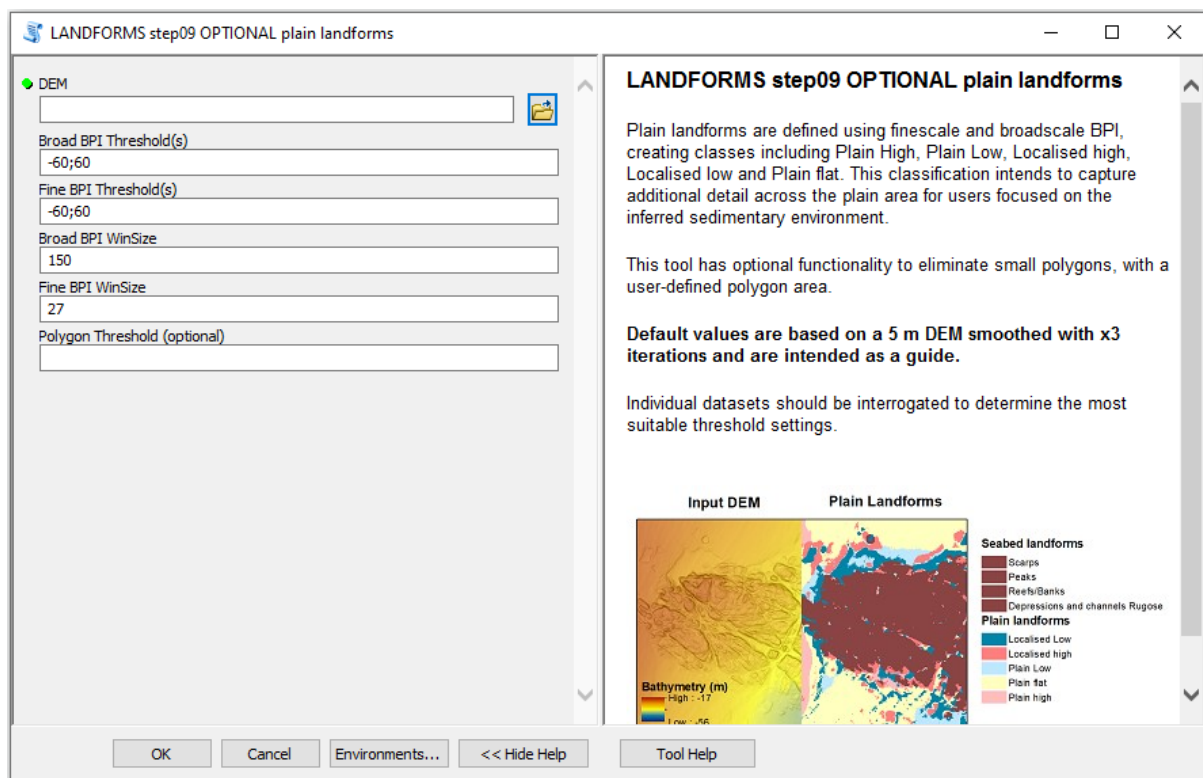 LANDFORMS step09 OPTIONAL plain landforms
DEM
Broad BPI Threshold(s)
-60;60
Fine BPI Threshold(s)
-60;60
Broad BPI WinSize
150
Fine BPI WinSize
27
Polygon Threshold (optional)
LANDFORMS step09 OPTIONAL plain landforms
Plain landforms are defined using finescale and broadscale BPI,
creating classes including Plain High, Plain Low, Localised high,
Localised low and Plain flat. This classification intends to capture
additional detail across the plain area for users focused on the
inferred sedimentary environment.
This tool has optional functionality to eliminate small polygons, with a
user-defined polygon area.
Default values are based on a 5 m DEM smoothed with x3
iterations and are intended as a guide.
Individual datasets should be interrogated to determine the most
suitable threshold settings.
Input DEM
Plain Landforms
Bathymetry (m)
High : -17
Low : -56
Seabed landforms
Scarps
Peaks
Reefs/Banks
Depressions and channels Rugose
Plain landforms
Localised Low
Localised high
Plain Low
Plain flat
Plain high
OK
Cancel
Environments...
<< Hide Help
Tool Help